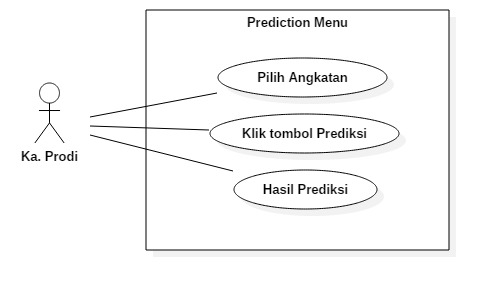 Prediction Menu
Pilih Angkatan
Klik tombol Prediksi
Ka. Prodi
Hasil Prediksi